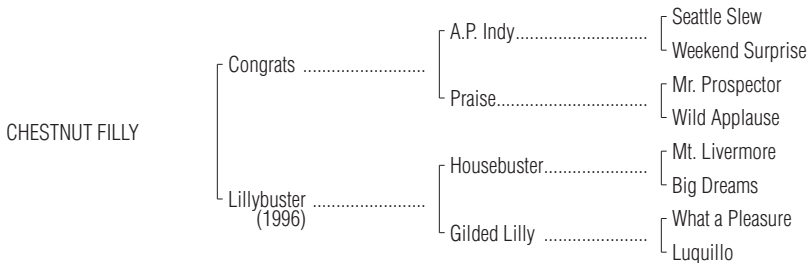 Seattle Slew
A.P. Indy..............................
Weekend Surprise
Congrats ............................
Mr. Prospector
Praise..................................
Wild Applause
CHESTNUT FILLY
Mt. Livermore
Housebuster.......................
Big Dreams
Lillybuster ..........................
(1996)
What a Pleasure
Gilded Lilly ........................
Luquillo